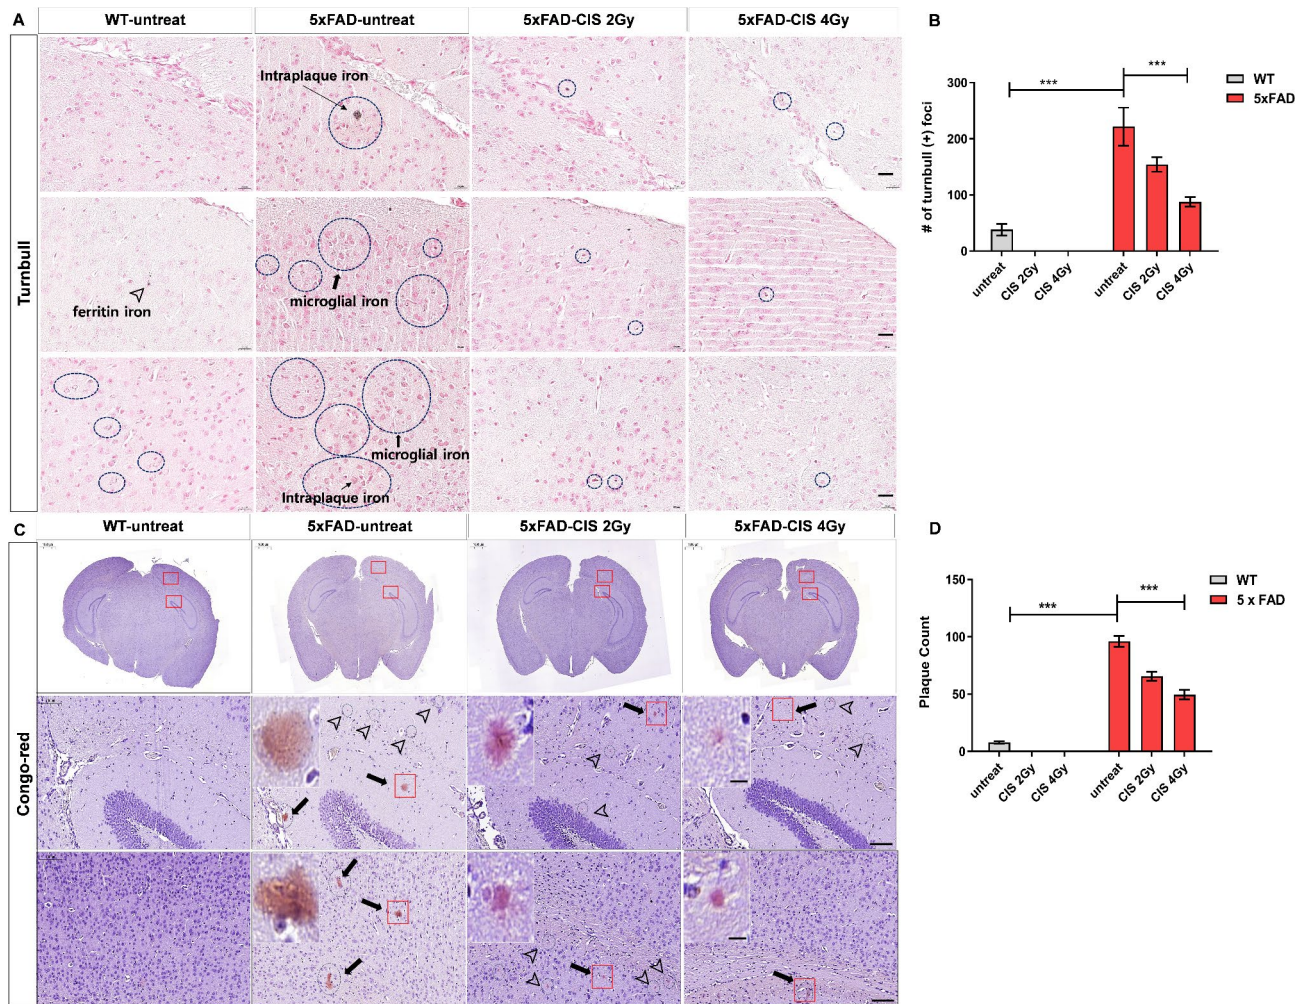 A
WT-untreat
5xFAD-untreat
5xFAD-CIS 2Gy
5xFAD-CIS 4Gy
Turnbull
Intraplaque iron
ferritin iron
microglial iron
microglial iron
Intraplaque iron
B
***
***
WT
5xFAD
# of turnbull (+) foci
300
200
100
0
untreat
CIS 2Gy
CIS 4Gy
untreat
CIS 2Gy
CIS 4Gy
C
WT-untreat
5xFAD-untreat
5xFAD-CIS 2Gy
5xFAD-CIS 4Gy
Congo-red
D
***
***
WT
5 x FAD
Plaque Count
150
100
50
0
untreat
CIS 2Gy
CIS 4Gy
untreat
CIS 2Gy
CIS 4Gy